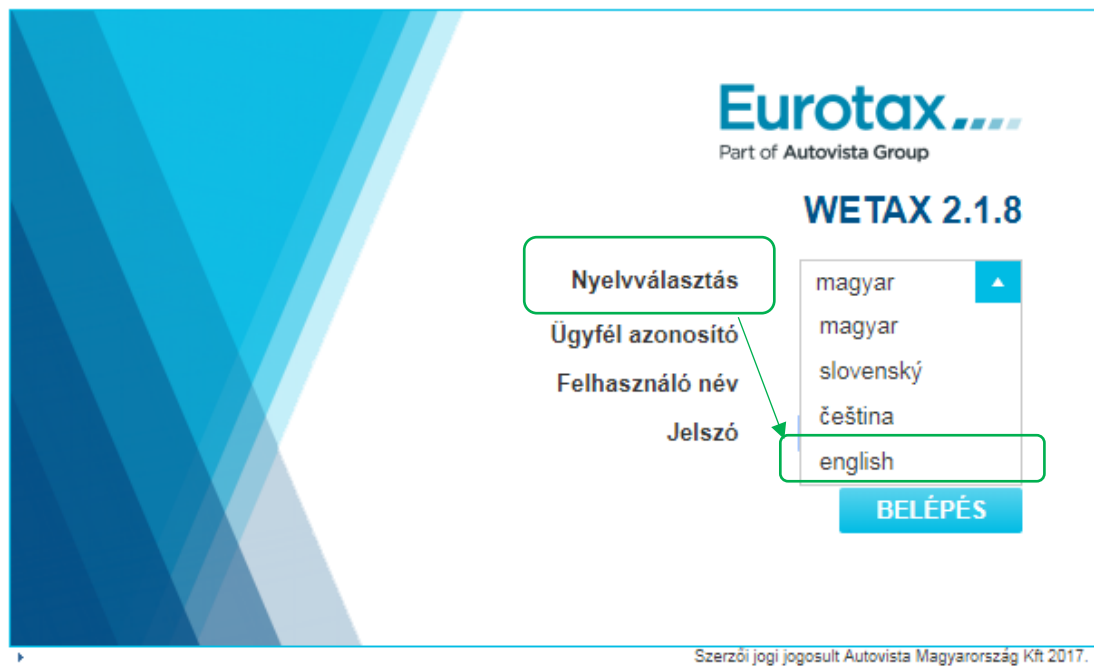 Eurotax
Part of Autovista Group
WETAX 2.1.8
Nyelvválasztás
magyar
magyar
Ügyfél azonosító
slovenský
Felhasználó név
čeština
Jelszó
english
BELÉPÉS
Szerzői jogi jogosult Autovista Magyarország Kft 2017.